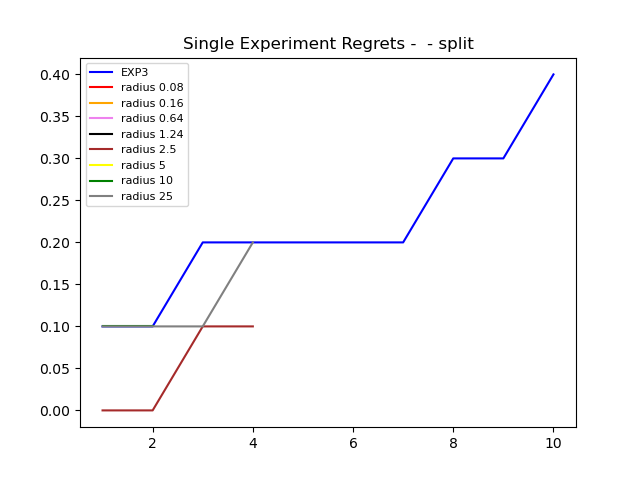 Single Experiment Regrets -  - split
EXP3
radius 0.08
radius 0.16
radius 0.64
radius 1.24
radius 2.5
radius 5
radius 10
radius 25
0.40
0.35
0.30
0.25
0.20
0.15
0.10
0.05
0.00
2 4 6 8 10